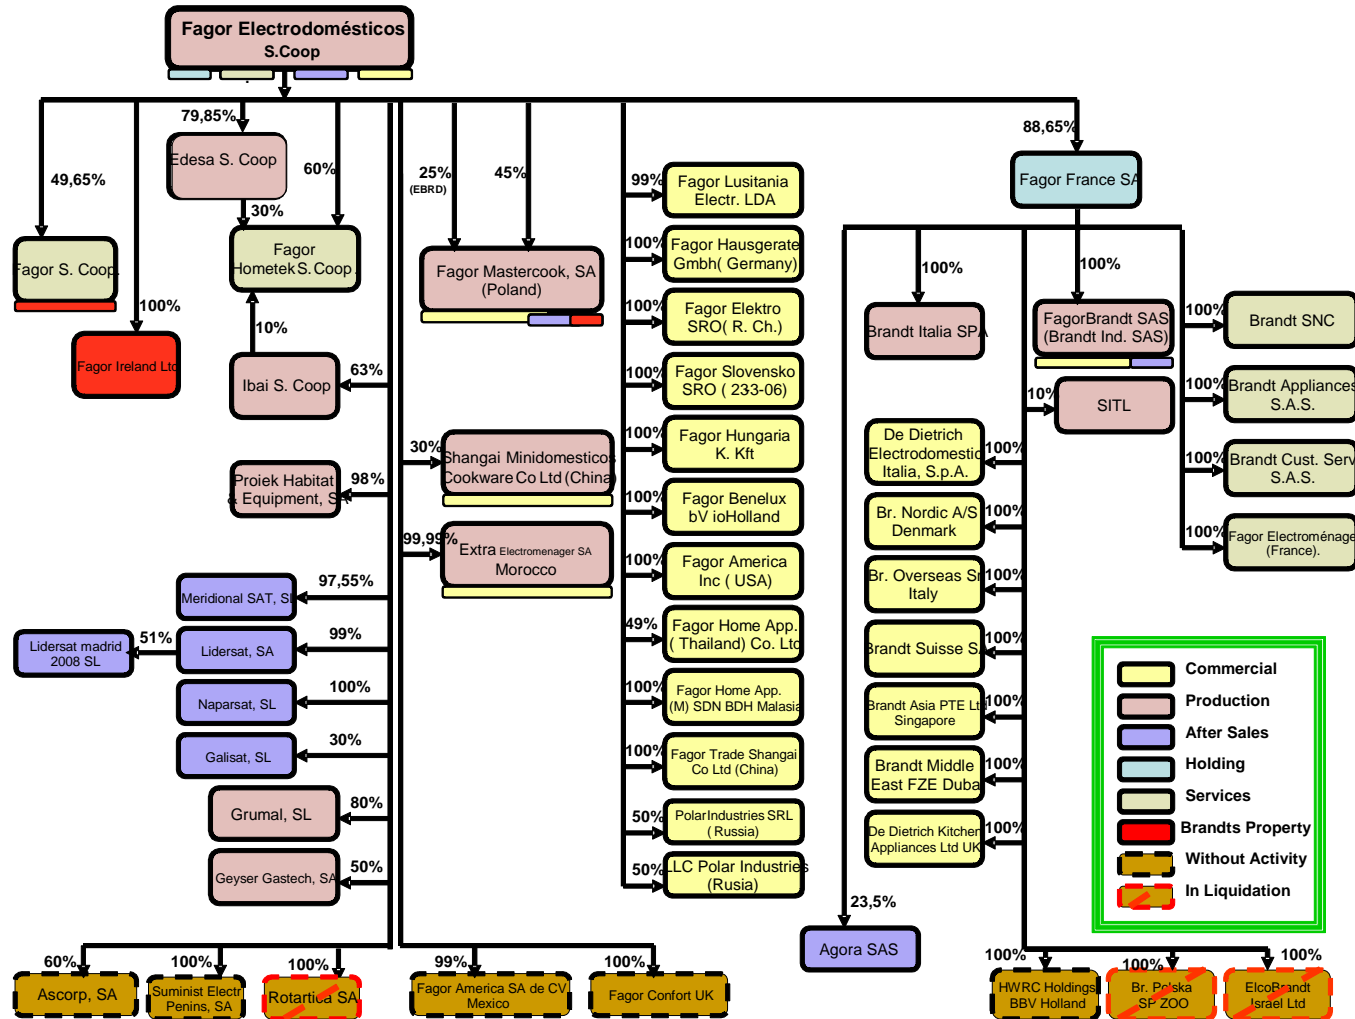 Fagor Electrodomésticos
S.Coop
79,85%
88,65%
Edesa S. Coop
60%
25%
(EBRD)
45%
49,65%
30%
Fagor S. Coop.
Fagor
Hometek S. Coop.
100%
Fagor Ireland Ltd
10%
Ibai S. Coop
63%
Proiek Habitat
& Equipment, SA
98%
Meridional SAT, SL
97,55%
Lidersat madrid
2008 SL
51%
Lidersat, SA
99%
Naparsat, SL
100%
Galisat, SL
30%
Grumal, SL
80%
Geyser Gastech, SA
50%
Fagor Mastercook, SA
(Poland)
30%
Shangai Minidomesticos
Cookware Co Ltd (China)
99,99%
Extra Electromenager SA
Morocco
99%
Fagor Lusitania
Electr. LDA
100%
Fagor Hausgerate
Gmbh( Germany)
100%
Fagor Elektro
SRO( R. Ch.)
100%
Fagor Slovensko
SRO ( 233-06)
100%
Fagor Hungaria
K. Kft
100%
Fagor Benelux
bV ioHolland
100%
Fagor America
Inc ( USA)
49%
Fagor Home App.
( Thailand) Co. Ltd
100%
Fagor Home App.
(M) SDN BDH Malasia
100%
Fagor Trade Shangai
Co Ltd (China)
50%
PolarIndustries SRL
( Russia)
50%
LLC Polar Industries
(Rusia)
Fagor France SA
100%
Brandt Italia SPA
100%
FagorBrandt SAS
(Brandt Ind. SAS)
10%
SITL
100%
Brandt SNC
100%
Brandt Appliances
S.A.S.
100%
Brandt Cust. Serv
S.A.S.
100%
Fagor Electroménager
(France).
De Dietrich
Electrodomestic
Italia, S.p.A.
100%
Br. Nordic A/S
Denmark
100%
Br. Overseas Srl
Italy
100%
Brandt Suisse SA
100%
Brandt Asia PTE Ltd
Singapore
100%
Brandt Middle
East FZE Dubai
100%
De Dietrich Kitchen
Appliances Ltd UK
100%
23,5%
Agora SAS
Commercial
Production
After Sales
Holding
Services
Brandts Property
Without Activity
In Liquidation
60%
Ascorp, SA
100%
Suminist Electr
Penins, SA
100%
Rotartica SA
99%
Fagor America SA de CV
Mexico
100%
Fagor Confort UK
100%
HWRC Holdings
BBV Holland
100%
Br. Polska
SP ZOO
100%
ElcoBrandt
Israel Ltd